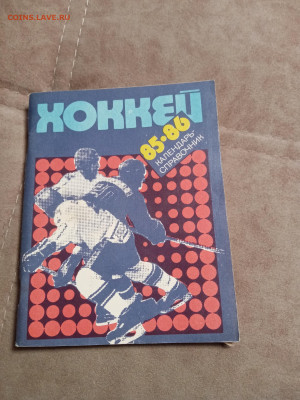 COINS.LAVE.RU
ХОККЕЙ
85•86
КАЛЕНДАРЬ
СПРАВОЧНИК